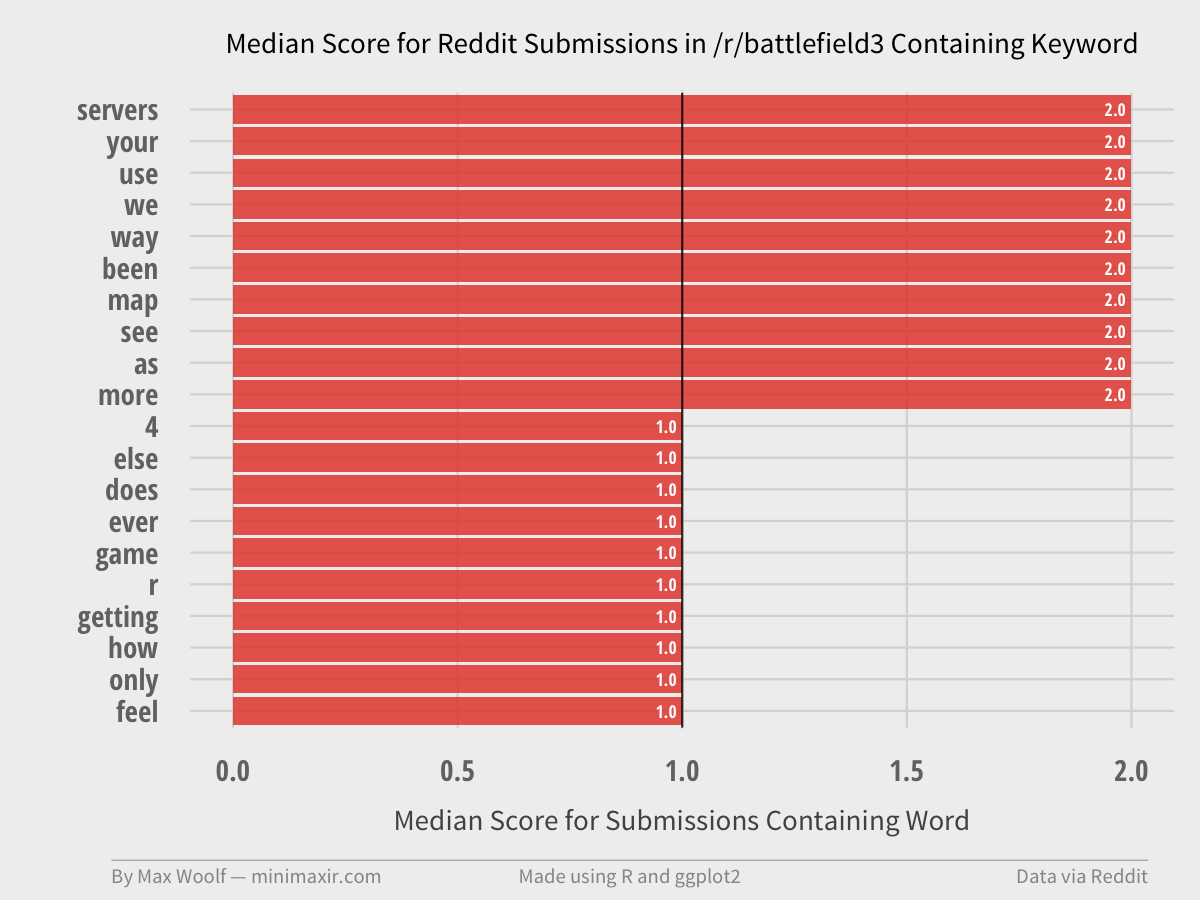 Median Score for Reddit Submissions in /r/battlefield3 Containing Keyword
servers 2.0
your 2.0
use 2.0
we 2.0
way 2.0
been 2.0
map 2.0
see 2.0
as 2.0
more 2.0
4 1.0
else 1.0
does 1.0
ever 1.0
game 1.0
r 1.0
getting 1.0
how 1.0
only 1.0
feel 1.0
0.0 0.5 1.0 1.5 2.0
Median Score for Submissions Containing Word
By Max Woolf — minimaxir.com Made using R and ggplot2 Data via Reddit